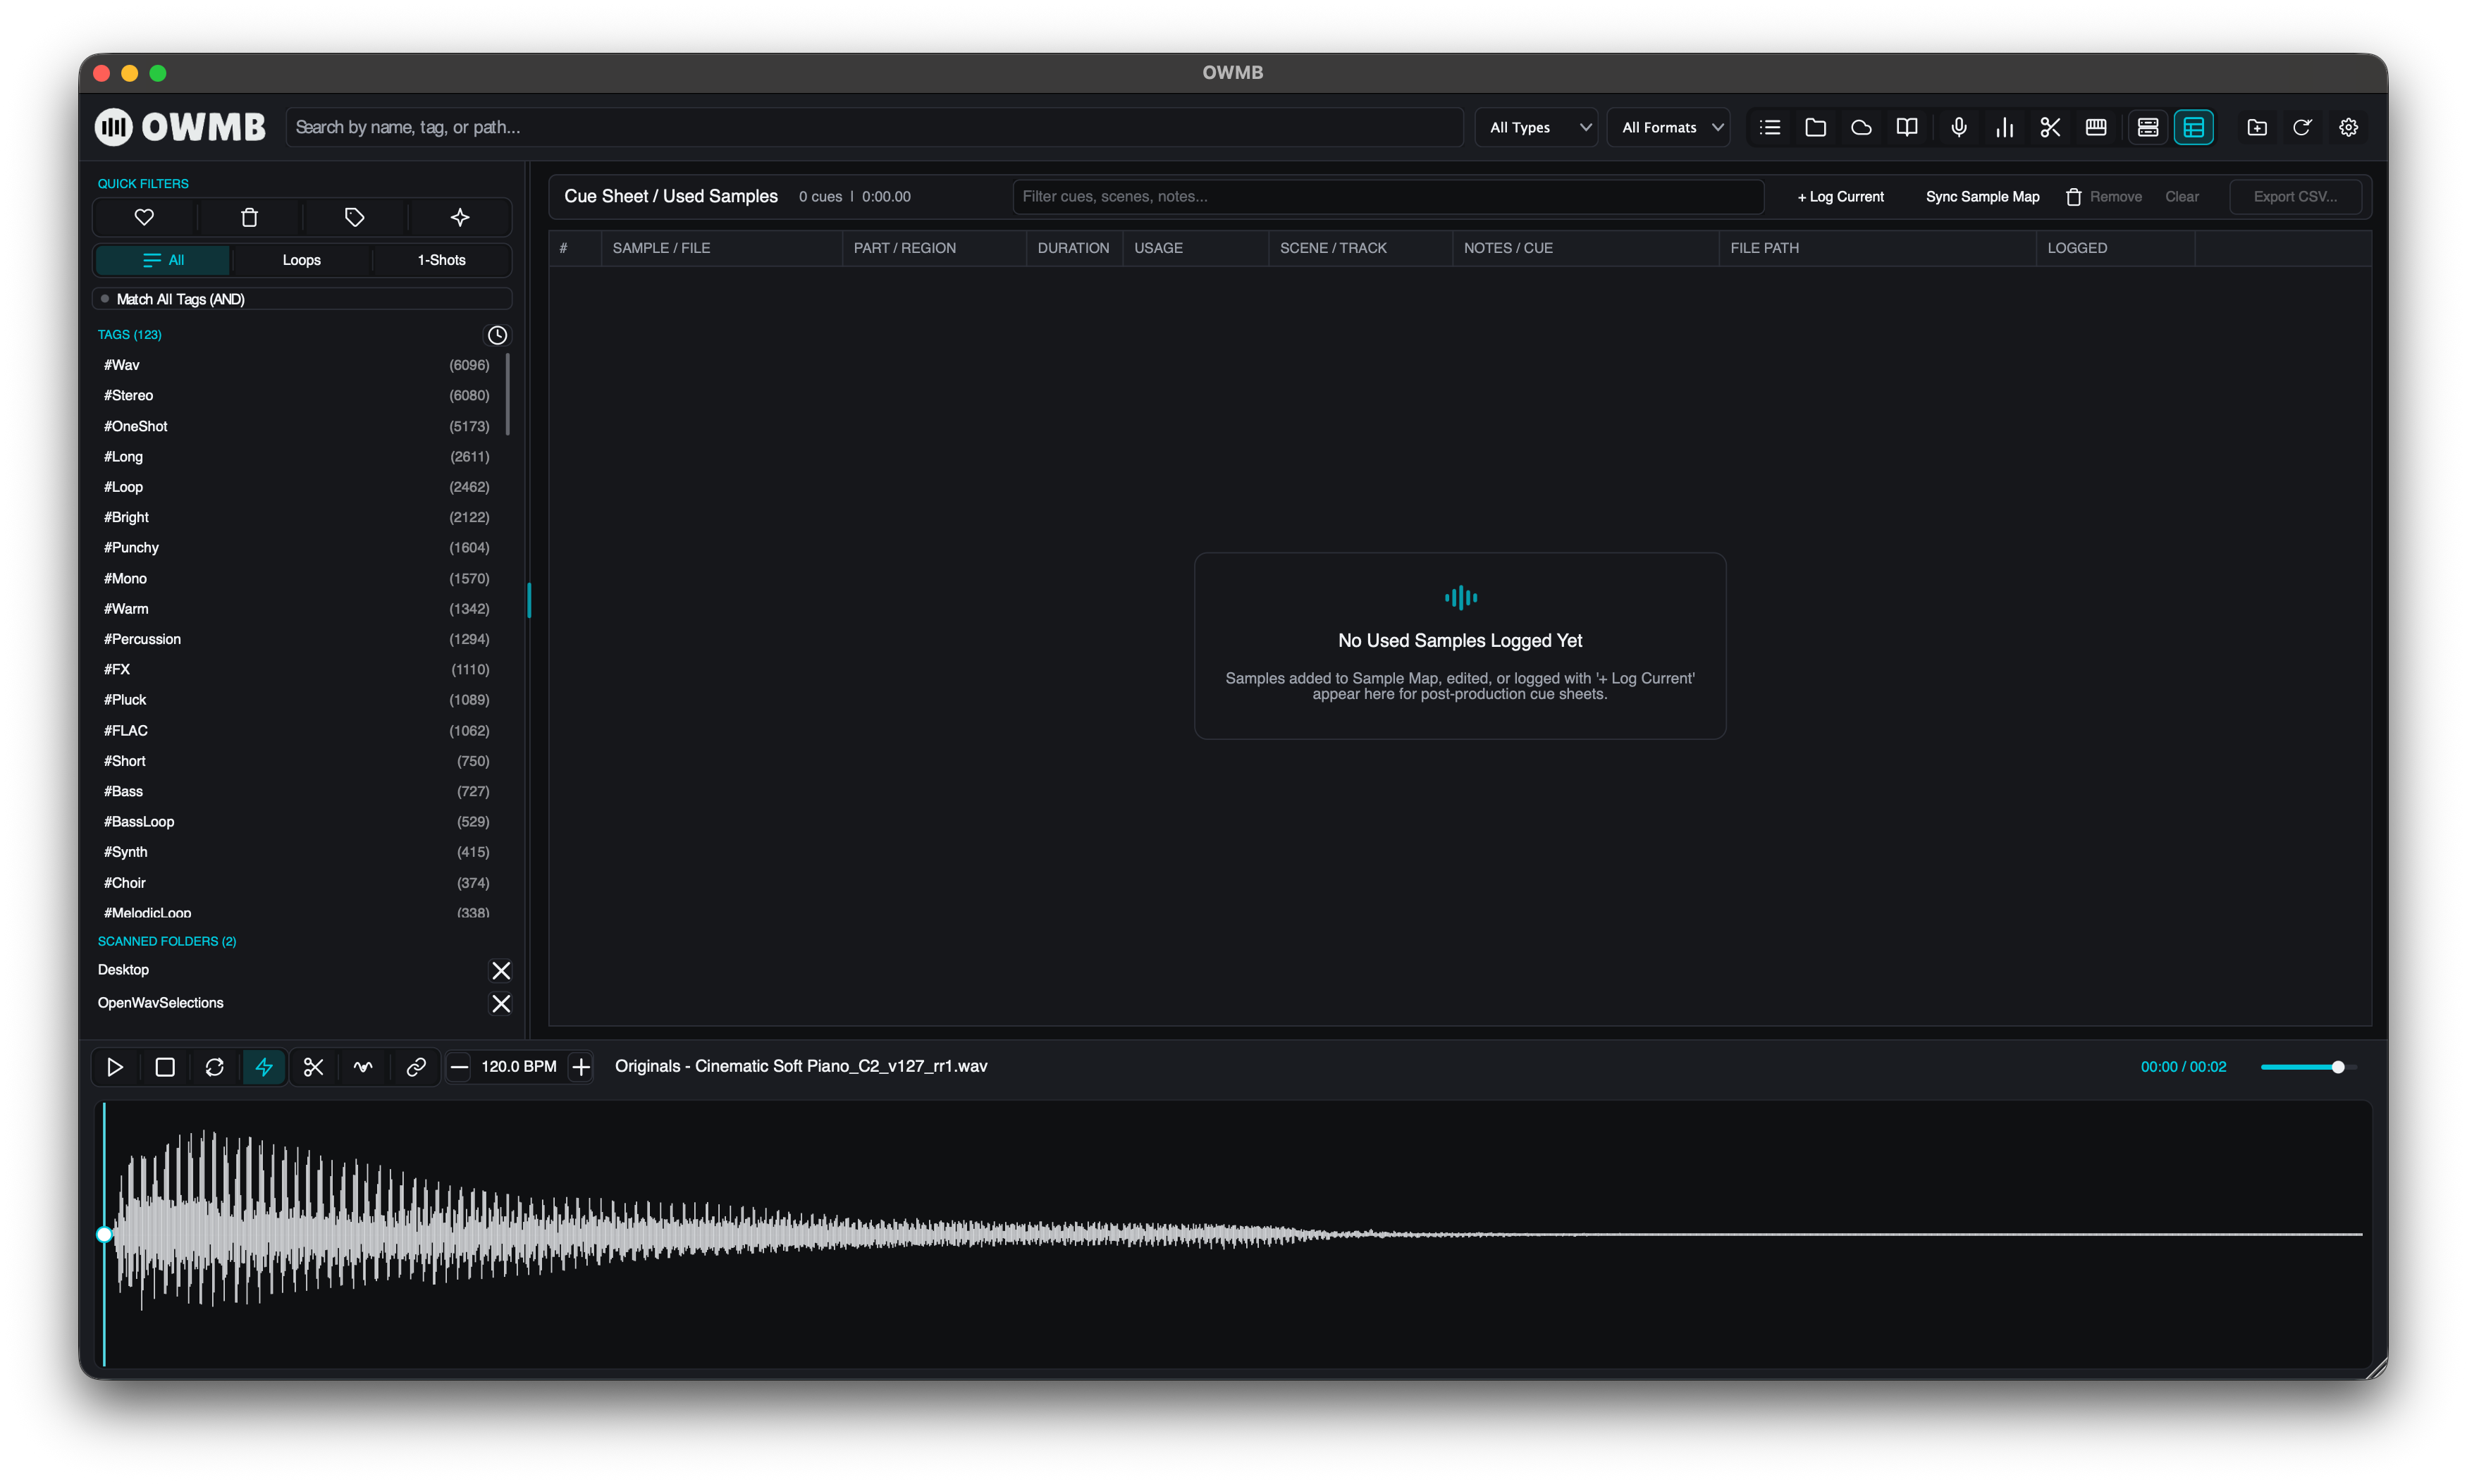 OWMB
OWMB
Search by name, tag, or path...
All Types
All Formats
QUICK FILTERS
All
Loops
1-Shots
Match All Tags (AND)
TAGS (123)
#Wav (6096)
#Stereo (6080)
#OneShot (5173)
#Long (2611)
#Loop (2462)
#Bright (2122)
#Punchy (1604)
#Mono (1570)
#Warm (1342)
#Percussion (1294)
#FX (1110)
#Pluck (1089)
#FLAC (1062)
#Short (750)
#Bass (727)
#BassLoop (529)
#Synth (415)
#Choir (374)
#MelodicLoop (338)
SCANNED FOLDERS (2)
Desktop
OpenWavSelections
Cue Sheet / Used Samples
0 cues | 0:00.00
Filter cues, scenes, notes...
+ Log Current
Sync Sample Map
Remove
Clear
Export CSV...
# SAMPLE / FILE PART / REGION DURATION USAGE SCENE / TRACK NOTES / CUE FILE PATH LOGGED
No Used Samples Logged Yet
Samples added to Sample Map, edited, or logged with '+ Log Current'
appear here for post-production cue sheets.
120.0 BPM
Originals - Cinematic Soft Piano_C2_v127_rr1.wav
00:00 / 00:02